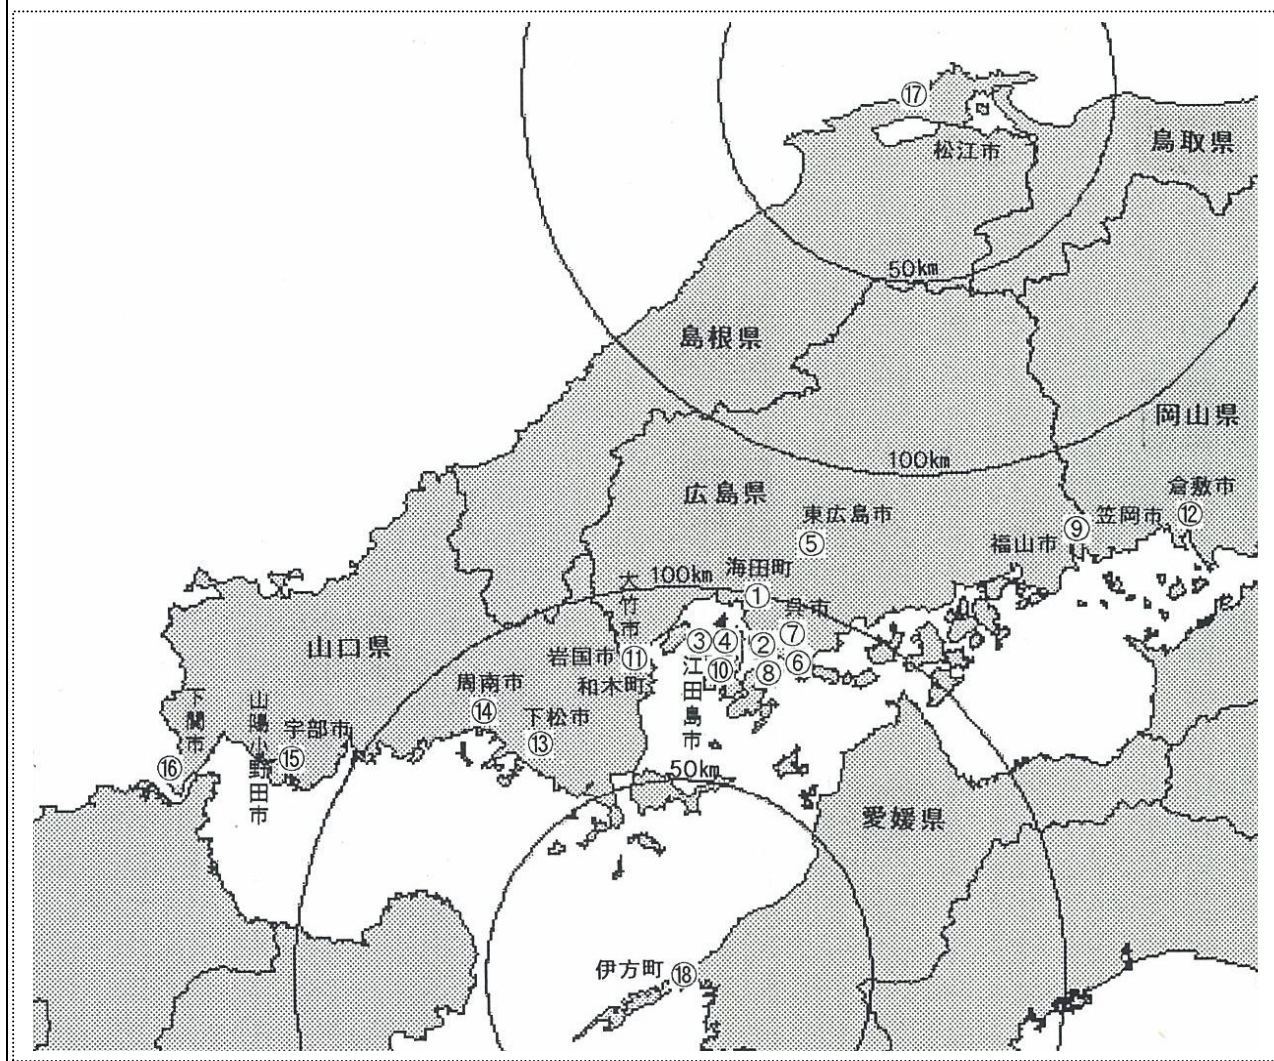 ⑰
松江市
鳥取県
50km
島根県
岡山県
100km
広島県
倉敷市
⑫
東広島市
⑤
福山市
⑨
笠岡市
海田町
①
100km
大竹市
呉市
⑦
③
④
②
⑥
⑧
⑩
江田島市
山口県
岩国市
⑪
和木町
周南市
⑭
下松市
⑬
下関市
⑯
山陽小野田市
宇部市
⑮
50km
愛媛県
伊方町
⑱